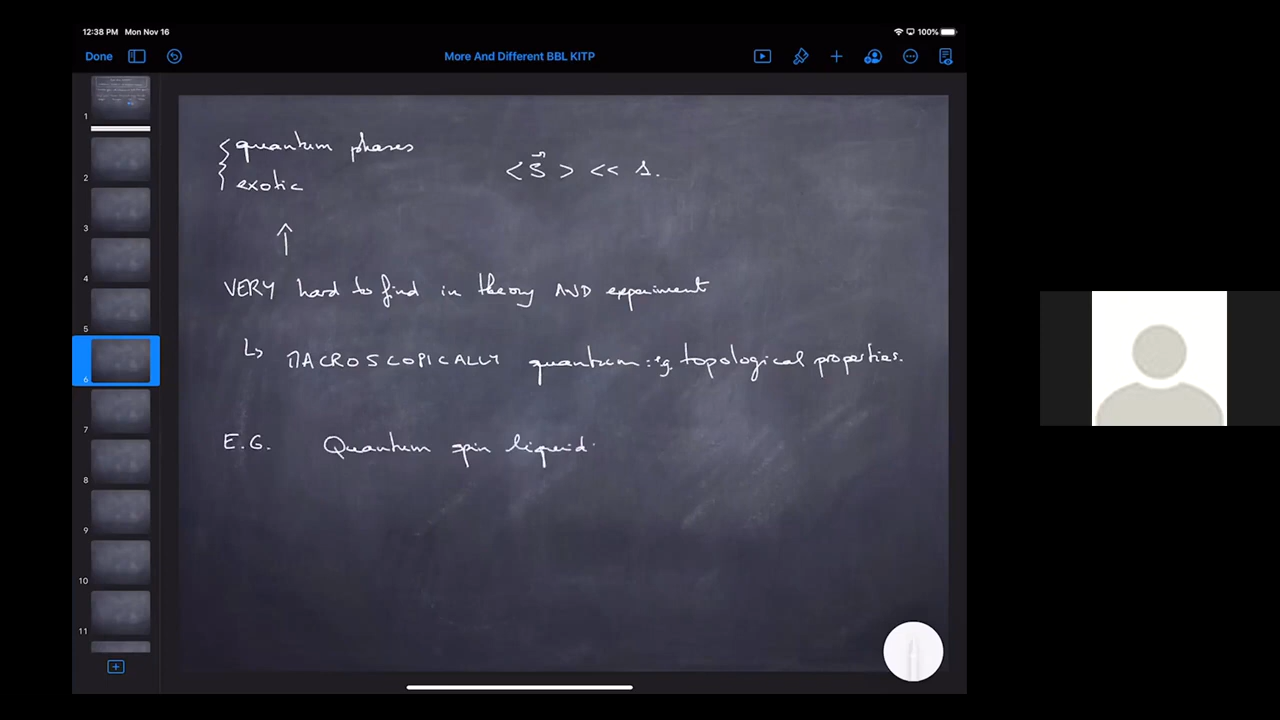 12:38 PM Mon Nov 16
100%
Done
More And Different BBL KITP
1
2
3
4
5
6
7
8
9
10
11
quantum phases
exotic
<S⃗> << s.
↑
VERY hard to find in theory AND experiment
↳ MACROSCOPICALLY quantum : e.g. topological properties.
E.G. Quantum spin liquid.